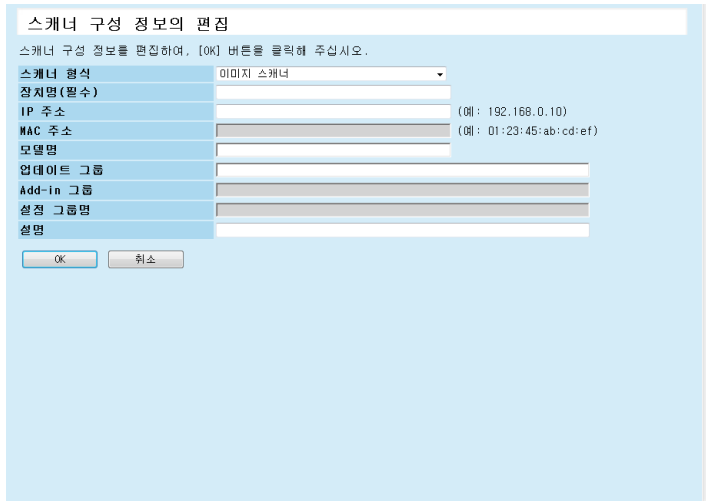 스캐너 구성 정보의 편집
스캐너 구성 정보를 편집하여, [OK] 버튼을 클릭해 주십시오.
스캐너 형식 이미지 스캐너
장치명(필수)
IP 주소 (예: 192.168.0.10)
MAC 주소 (예: 01:23:45:ab:cd:ef)
모델명
업데이트 그룹
Add-in 그룹
설정 그룹명
설명
OK 취소